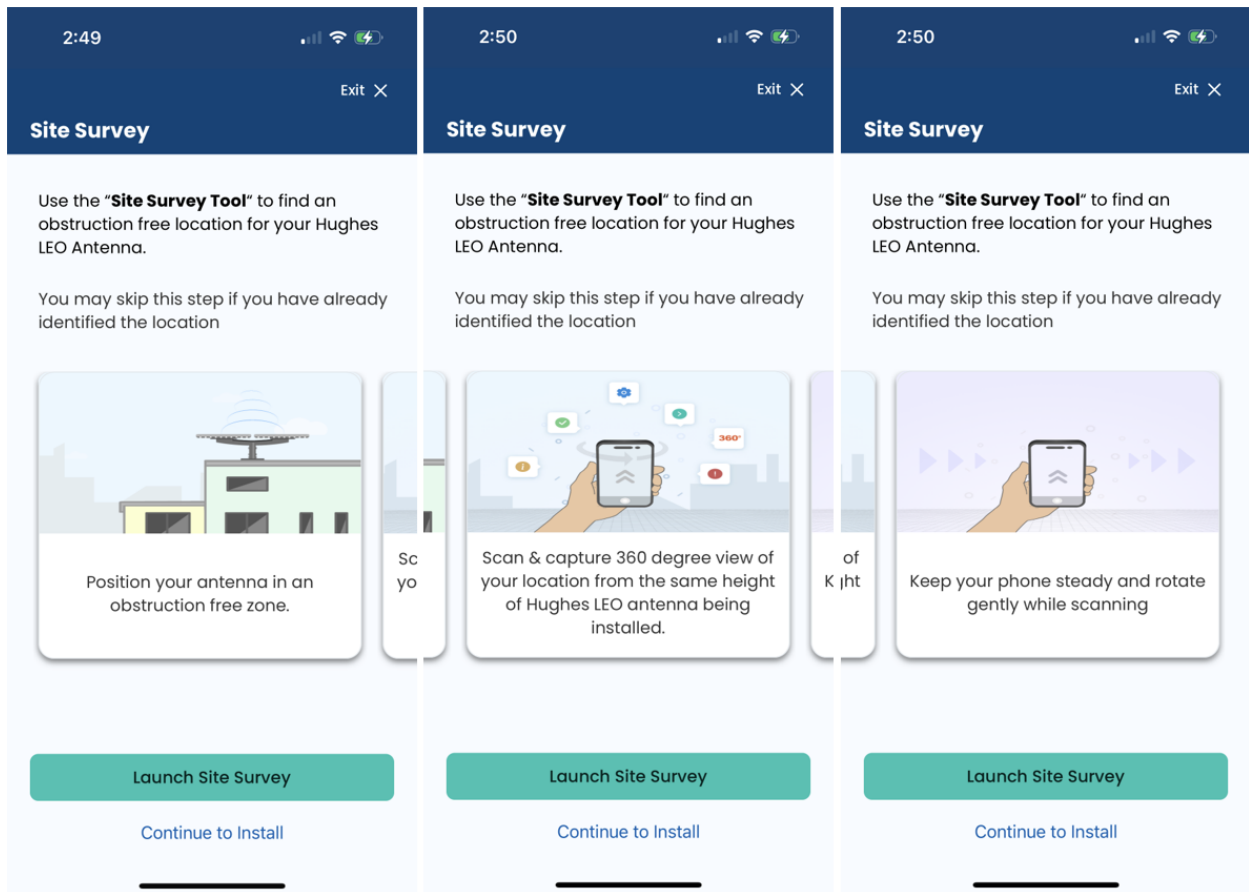 2:49
Exit
Site Survey
Use the “Site Survey Tool“ to find an
obstruction free location for your Hughes
LEO Antenna.
You may skip this step if you have already
identified the location
Position your antenna in an
obstruction free zone.
Sc
yo
Launch Site Survey
Continue to Install
2:50
Exit
Site Survey
Use the “Site Survey Tool“ to find an
obstruction free location for your Hughes
LEO Antenna.
You may skip this step if you have already
identified the location
360°
Scan & capture 360 degree view of
your location from the same height
of Hughes LEO antenna being
installed.
K
Launch Site Survey
Continue to Install
2:50
Exit
Site Survey
Use the “Site Survey Tool“ to find an
obstruction free location for your Hughes
LEO Antenna.
You may skip this step if you have already
identified the location
of
ght
Keep your phone steady and rotate
gently while scanning
Launch Site Survey
Continue to Install